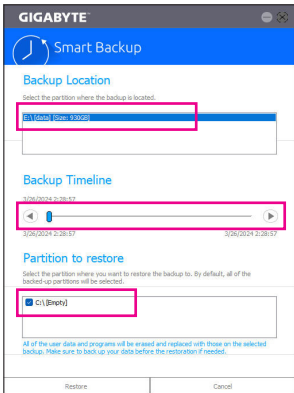 GIGABYTE™
Smart Backup
Backup Location
Select the partition where the backup is located.
E:\ [data] [Size: 930GB]
Backup Timeline
3/26/2024 2:28:57
3/26/2024 2:28:57 3/26/2024 2:28:57
Partition to restore
Select the partition where you want to restore the backup to. By default, all of the
backed-up partitions will be selected.
C:\ [Empty]
All of the user data and programs will be erased and replaced with those on the selected
backup. Make sure to back up your data before the restoration if needed.
Restore Cancel